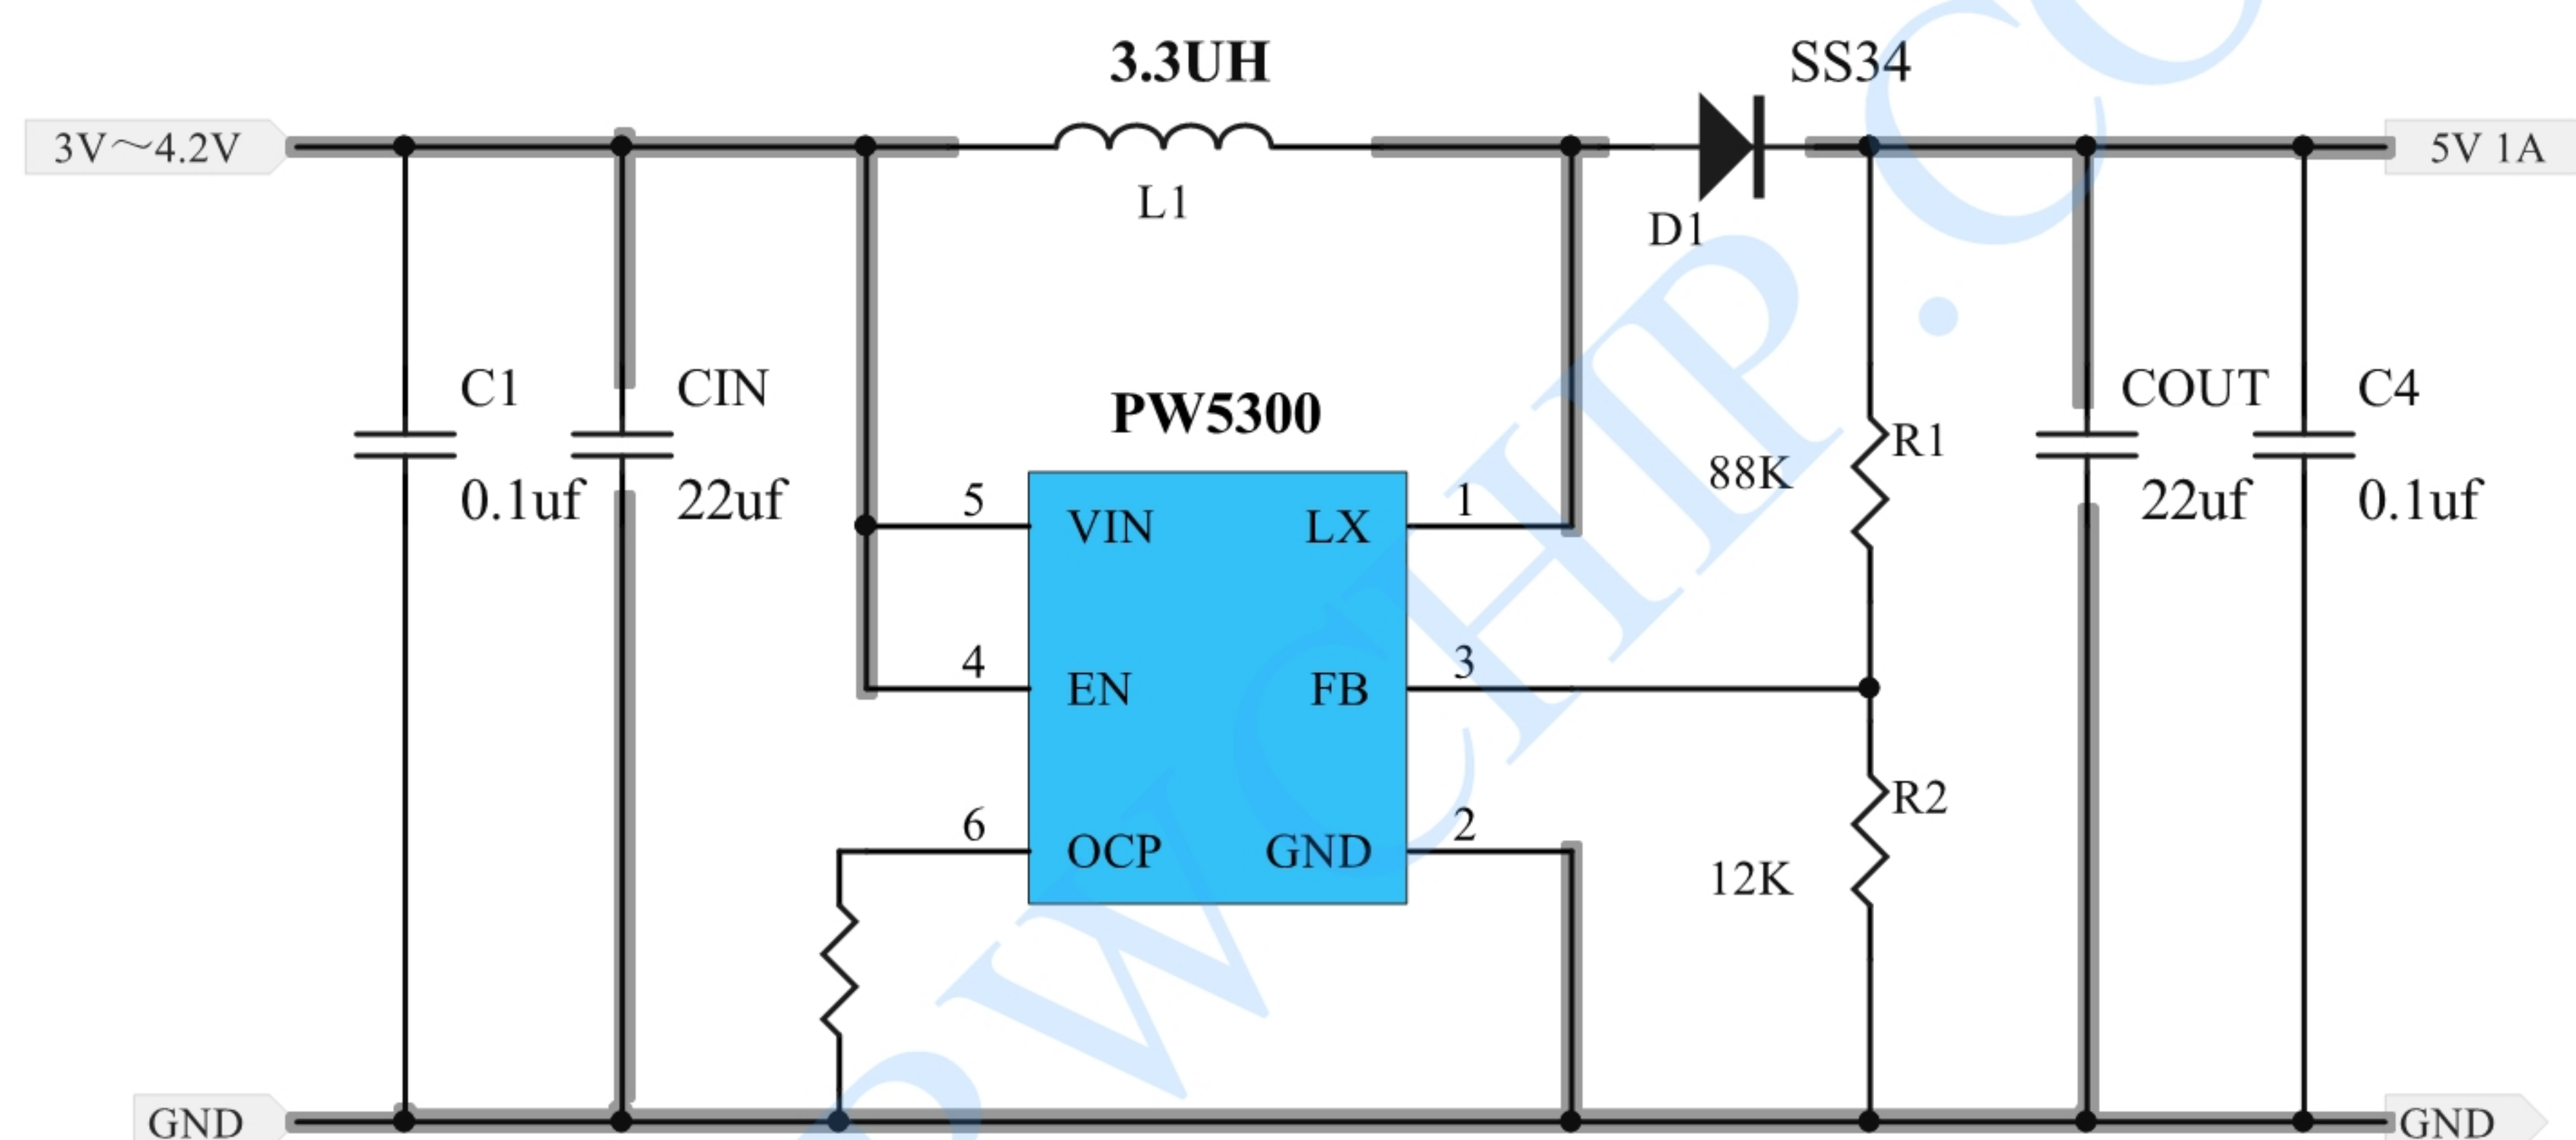 3.3UH
SS34
3V～4.2V
5V 1A
L1
D1
C1
CIN
PW5300
COUT
C4
R1
88K
0.1uf
22uf
5
VIN
LX
1
22uf
0.1uf
4
EN
FB
3
R2
6
OCP
GND
2
12K
GND
GND
PWCHIP.CO